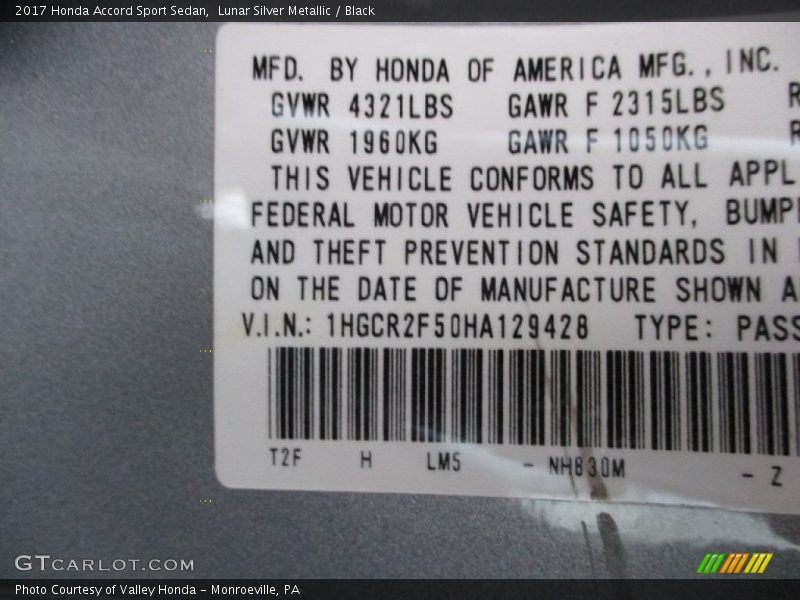 2017 Honda Accord Sport Sedan,  Lunar Silver Metallic / Black
MFD. BY HONDA OF AMERICA MFG., INC.
GVWR 4321LBS GAWR F 2315LBS R
GVWR 1960KG GAWR F 1050KG R
THIS VEHICLE CONFORMS TO ALL APPL
FEDERAL MOTOR VEHICLE SAFETY, BUMP
AND THEFT PREVENTION STANDARDS IN
ON THE DATE OF MANUFACTURE SHOWN A
V.I.N.: 1HGCR2F50HA129428 TYPE: PASS
T2F H LM5 - NH830M - Z
GTCARLOT.COM
Photo Courtesy of Valley Honda - Monroeville, PA